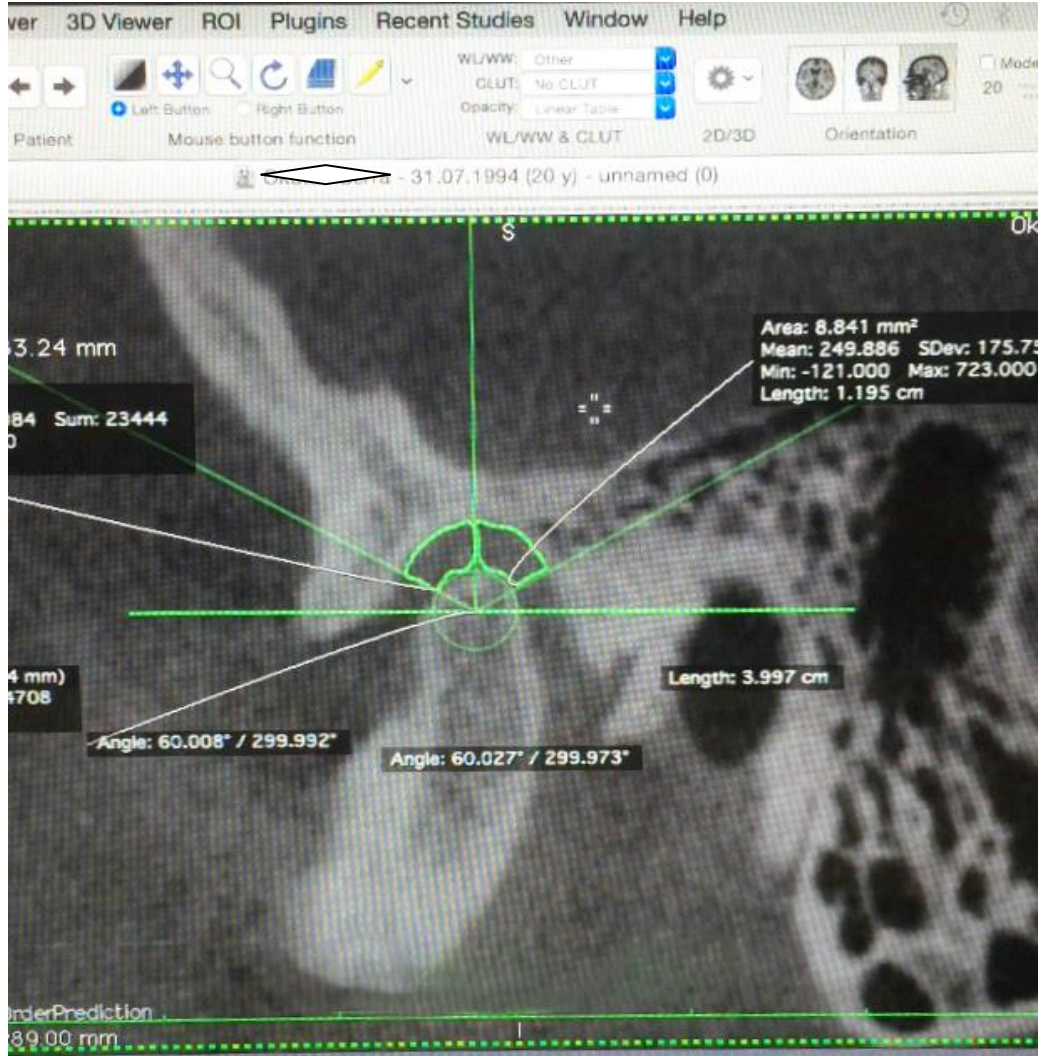 ver 3D Viewer ROI Plugins Recent Studies Window Help
WL/WW: Other
CLUT: No CLUT
Opacity: Linear Table
Left Button Right Button
Mode
20
Patient Mouse button function WL/WW & CLUT 2D/3D Orientation
- 31.07.1994 (20 y) - unnamed (0)
S
Ok
3.24 mm
Area: 8.841 mm²
Mean: 249.886 SDev: 175.75
Min: -121.000 Max: 723.000
Length: 1.195 cm
084 Sum: 23444
0
4 mm)
4708
Length: 3.997 cm
Angle: 60.008° / 299.992°
Angle: 60.027° / 299.973°
orderPrediction
89.00 mm
I